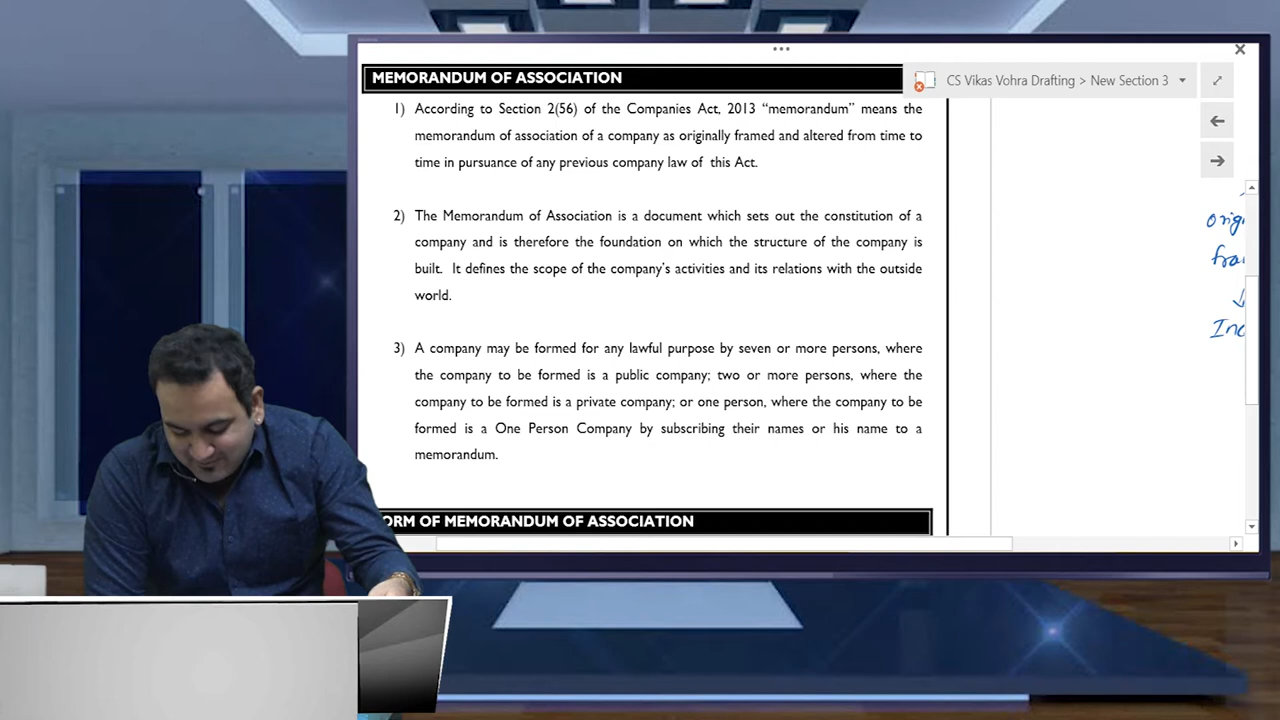 MEMORANDUM OF ASSOCIATION
CS Vikas Vohra Drafting > New Section 3
1) According to Section 2(56) of the Companies Act, 2013 “memorandum” means the
memorandum of association of a company as originally framed and altered from time to
time in pursuance of any previous company law of this Act.
2) The Memorandum of Association is a document which sets out the constitution of a
company and is therefore the foundation on which the structure of the company is
built. It defines the scope of the company’s activities and its relations with the outside
world.
3) A company may be formed for any lawful purpose by seven or more persons, where
the company to be formed is a public company; two or more persons, where the
company to be formed is a private company; or one person, where the company to be
formed is a One Person Company by subscribing their names or his name to a
memorandum.
ORM OF MEMORANDUM OF ASSOCIATION